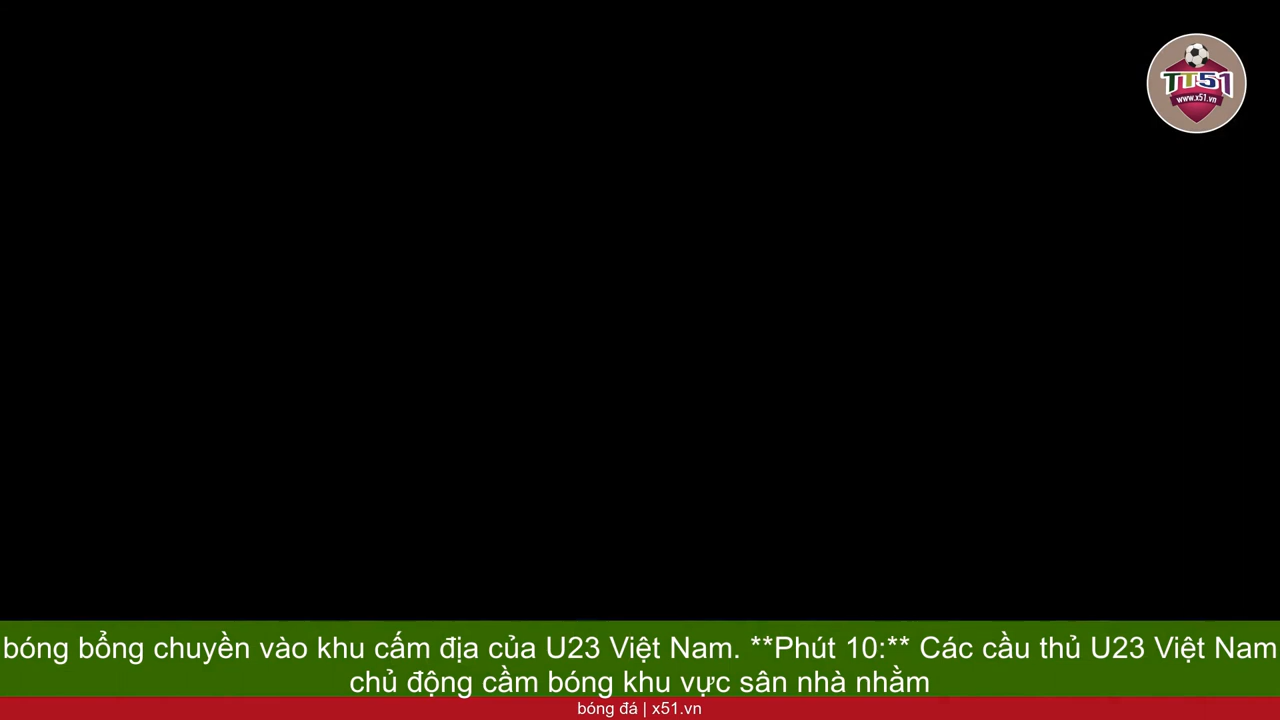 TT51
www.x51.vn
bóng bổng chuyền vào khu cấm địa của U23 Việt Nam. **Phút 10:** Các cầu thủ U23 Việt Nam
chủ động cầm bóng khu vực sân nhà nhằm
bóng đá | x51.vn